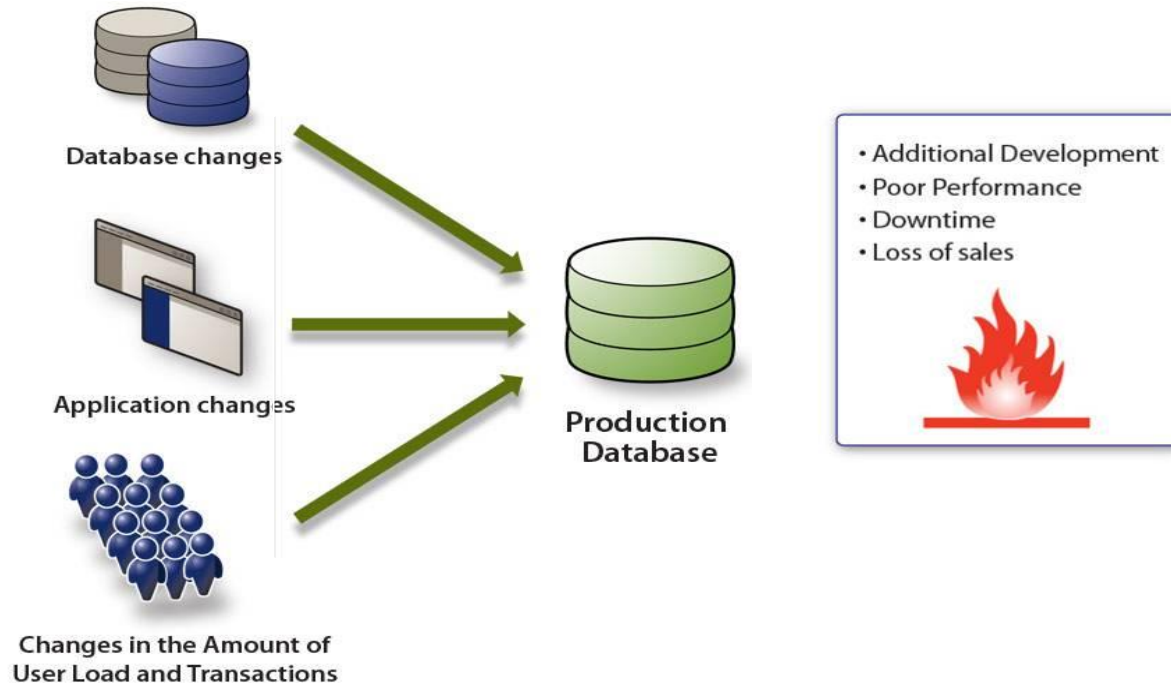 Database changes
Application changes
Changes in the Amount of
User Load and Transactions
Production
Database
• Additional Development
• Poor Performance
• Downtime
• Loss of sales